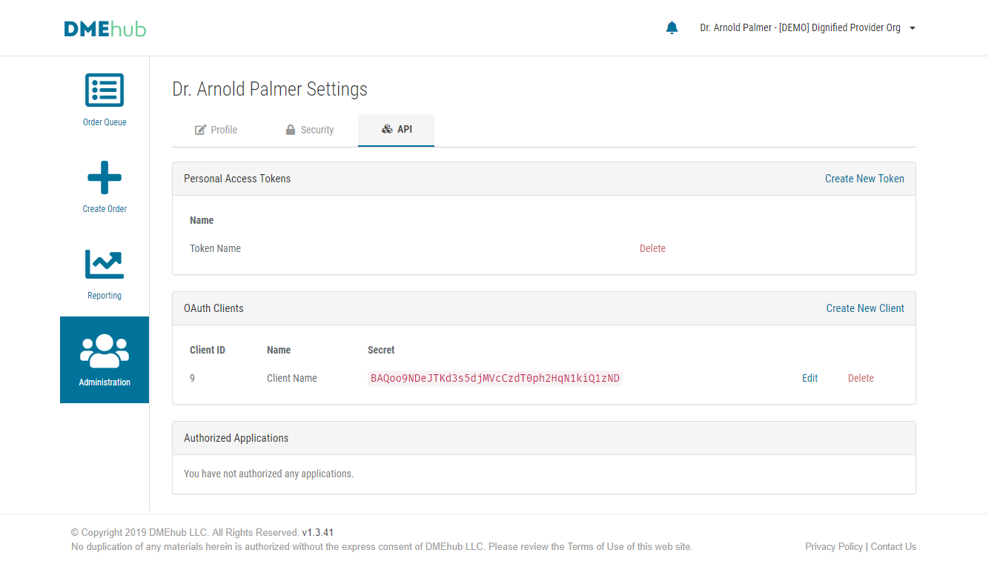 DMEhub
Dr. Arnold Palmer - [DEMO] Dignified Provider Org
Order Queue
Create Order
Reporting
Administration
Dr. Arnold Palmer Settings
Profile Security API
Personal Access Tokens Create New Token
Name
Token Name Delete
OAuth Clients Create New Client
Client ID Name Secret
9 Client Name BAQoo9NDeJTKd3s5djMVcCzdT0ph2HqN1kiQ1zND Edit Delete
Authorized Applications
You have not authorized any applications.
© Copyright 2019 DMEhub LLC. All Rights Reserved. v1.3.41
No duplication of any materials herein is authorized without the express consent of DMEhub LLC. Please review the Terms of Use of this web site. Privacy Policy | Contact Us